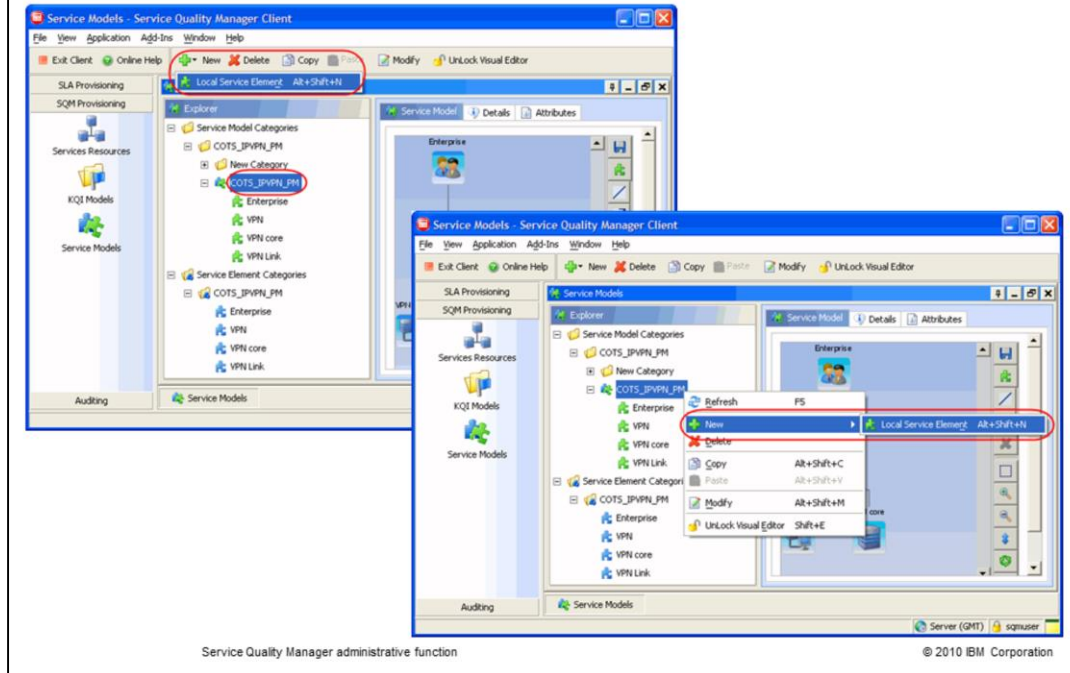 Service Models - Service Quality Manager Client
File View Application Add-Ins Window Help
Exit Client Online Help New Delete Copy Paste Modify UnLock Visual Editor
Local Service Element Alt+Shift+N
SLA Provisioning
SQM Provisioning
Services Resources
KQI Models
Service Models
Auditing
Explorer
Service Model Categories
COTS_IPVPN_PM
New Category
COTS_IPVPN_PM
Enterprise
VPN
VPN core
VPN Link
Service Element Categories
COTS_IPVPN_PM
Enterprise
VPN
VPN core
VPN Link
Service Model Details Attributes
Enterprise
Service Models
Service Models - Service Quality Manager Client
File View Application Add-Ins Window Help
Exit Client Online Help New Delete Copy Paste Modify UnLock Visual Editor
SLA Provisioning
SQM Provisioning
Services Resources
KQI Models
Service Models
Auditing
Service Models
Explorer
Service Model Categories
COTS_IPVPN_PM
New Category
COTS_IPVPN_PM
Enterprise
VPN
VPN core
VPN Link
Service Element Categori
COTS_IPVPN_PM
Enterprise
VPN
VPN core
VPN Link
Service Model Details Attributes
Enterprise
Refresh F5
New
Local Service Element Alt+Shift+N
Delete
Copy Alt+Shift+C
Paste Alt+Shift+V
Modify Alt+Shift+M
UnLock Visual Editor Shift+E
core
Service Models
Server (GMT) sqmuser
Service Quality Manager administrative function
© 2010 IBM Corporation